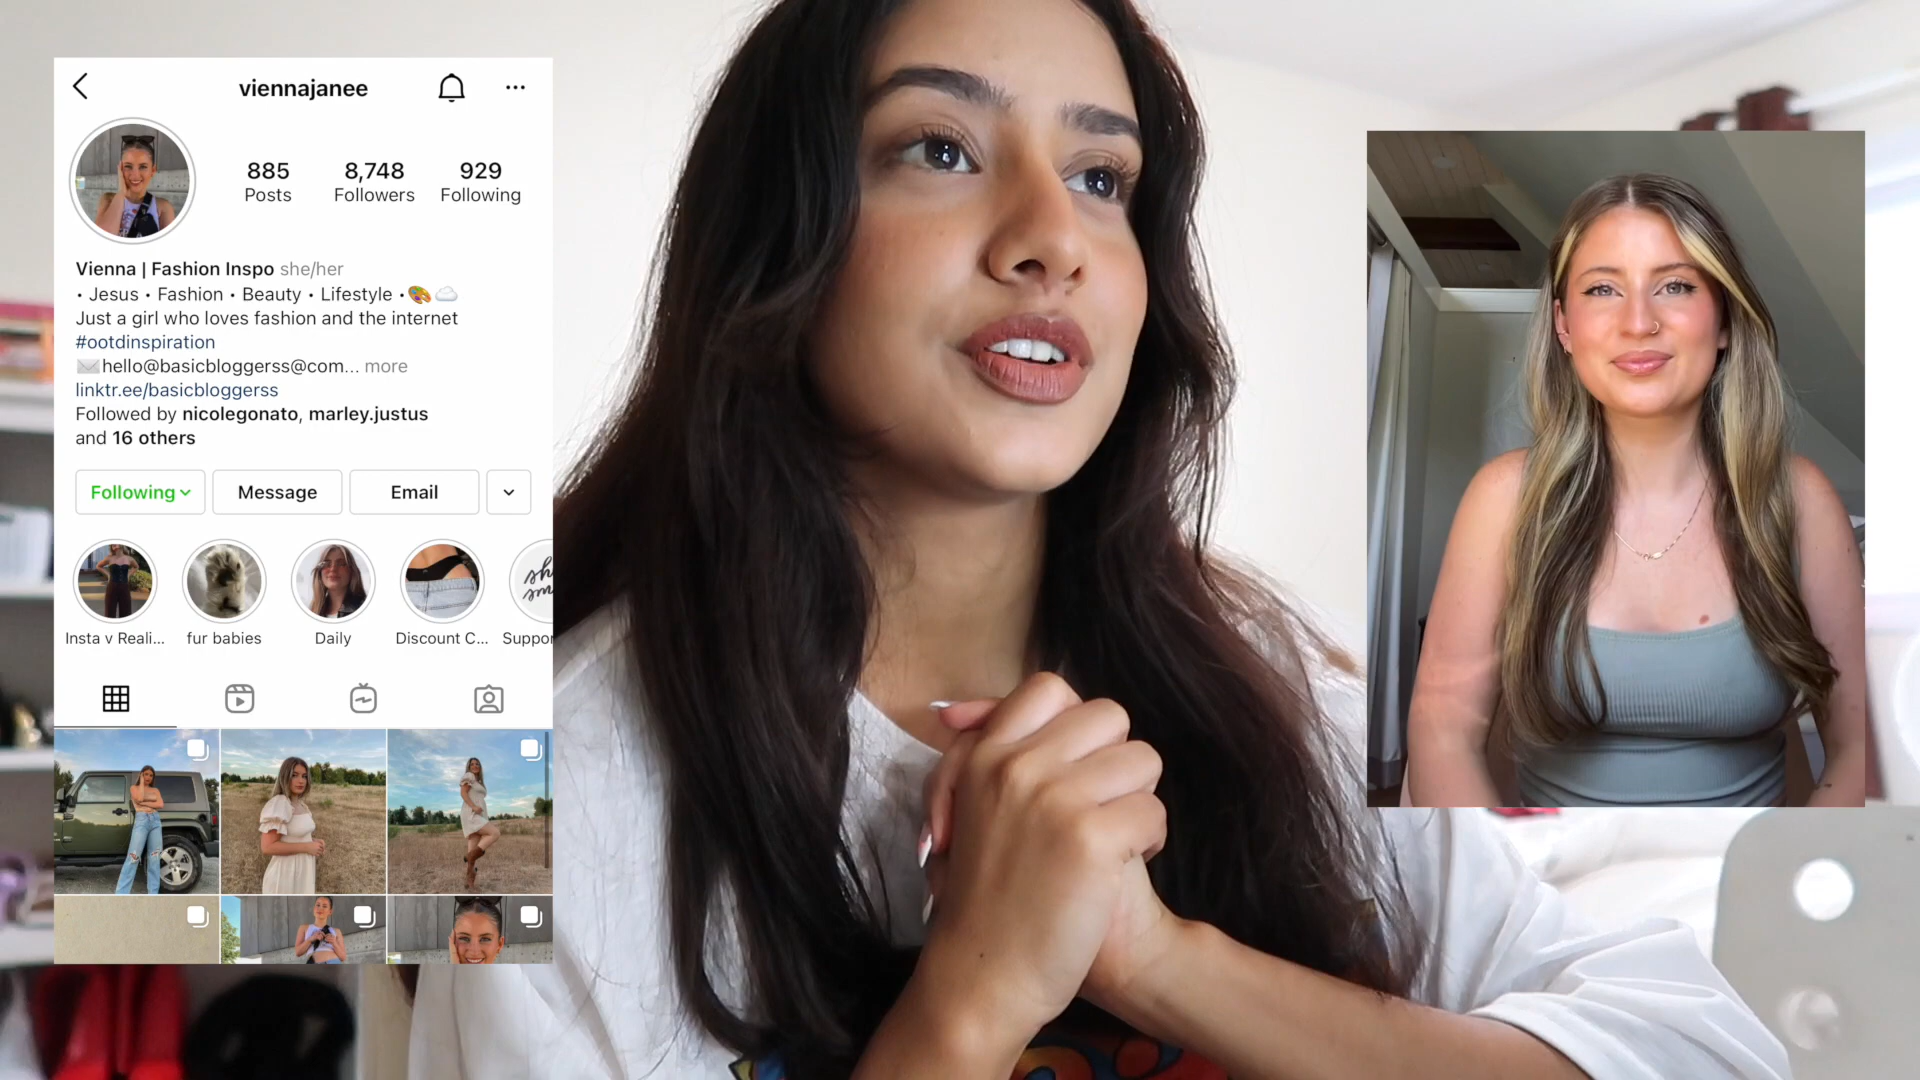 viennajanee
885 8,748 929
Posts Followers Following
Vienna | Fashion Inspo she/her
• Jesus • Fashion • Beauty • Lifestyle •🎨☁️
Just a girl who loves fashion and the internet
#ootdinspiration
✉️hello@basicbloggerss@com... more
linktr.ee/basicbloggerss
Followed by nicolegonato, marley.justus
and 16 others
Following Message Email
Insta v Reali... fur babies Daily Discount C... Suppor